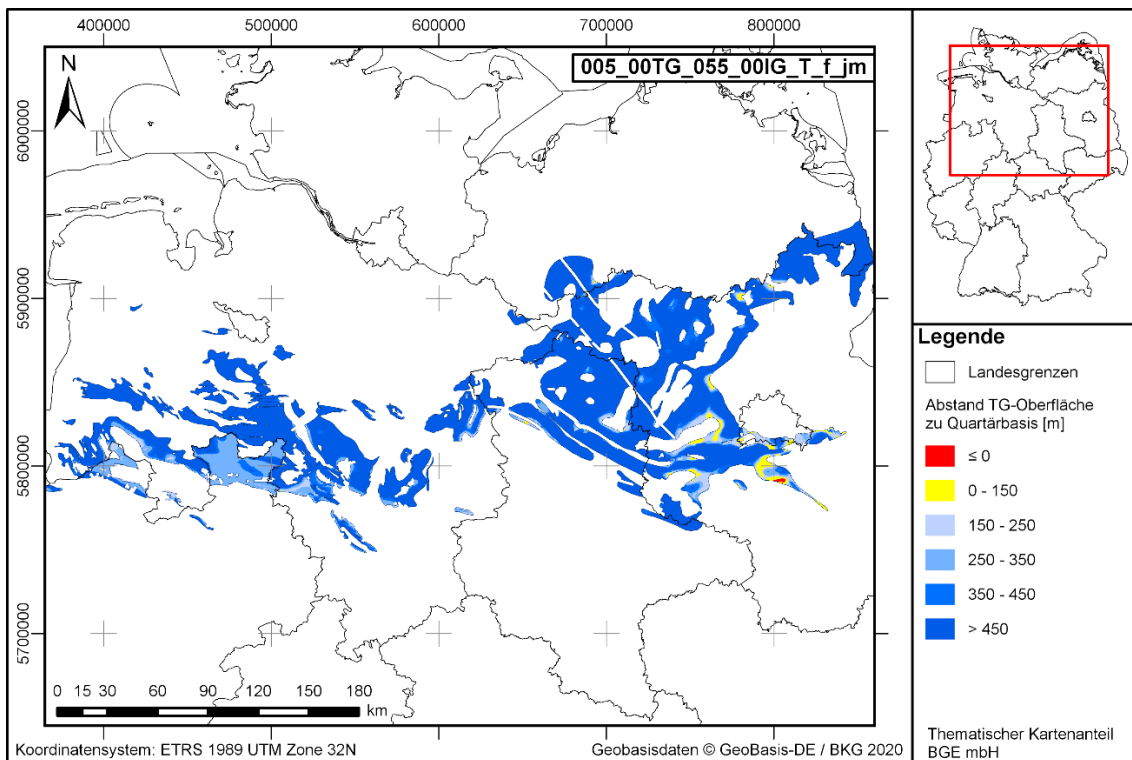 400000 500000 600000 700000 800000
005_00TG_055_00IG_T_f_jm
N
6000000
5900000
5800000
5700000
0 15 30 60 90 120 150 180
km
Koordinatensystem: ETRS 1989 UTM Zone 32N
Geobasisdaten © GeoBasis-DE / BKG 2020
Legende
Landesgrenzen
Abstand TG-Oberfläche
zu Quartärbasis [m]
≤ 0
0 - 150
150 - 250
250 - 350
350 - 450
> 450
Thematischer Kartenanteil
BGE mbH